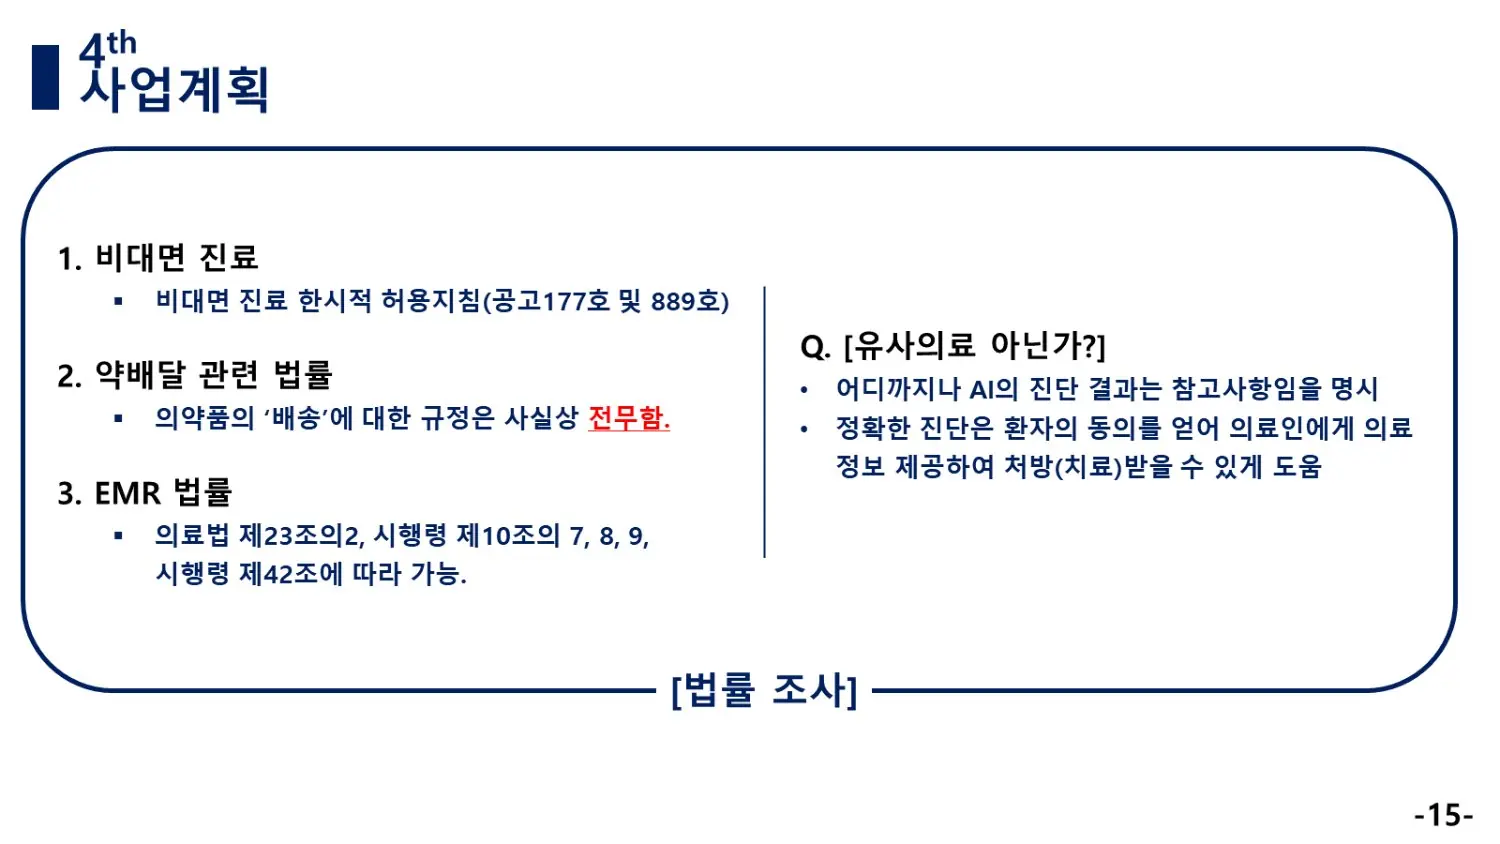 4th
사업계획
1. 비대면 진료
▪ 비대면 진료 한시적 허용지침(공고177호 및 889호)
2. 약배달 관련 법률
▪ 의약품의 ‘배송’에 대한 규정은 사실상 전무함.
3. EMR 법률
▪ 의료법 제23조의2, 시행령 제10조의 7, 8, 9,
시행령 제42조에 따라 가능.
Q. [유사의료 아닌가?]
• 어디까지나 AI의 진단 결과는 참고사항임을 명시
• 정확한 진단은 환자의 동의를 얻어 의료인에게 의료
정보 제공하여 처방(치료)받을 수 있게 도움
[법률 조사]
-15-